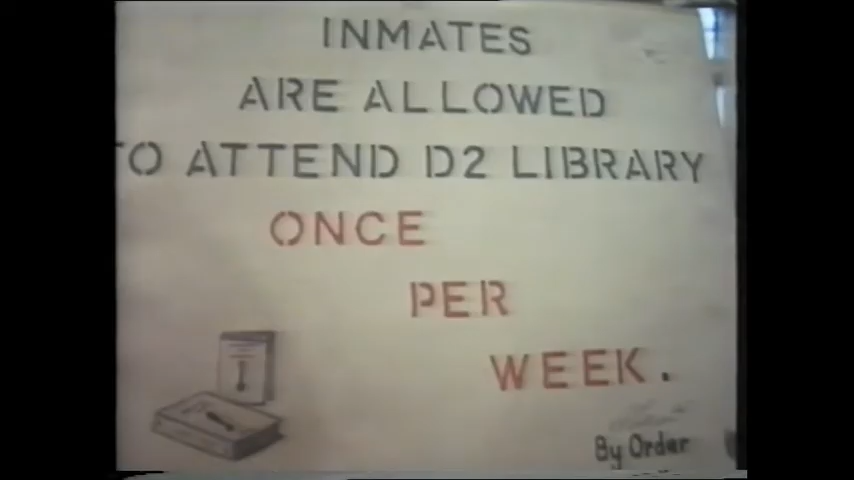 INMATES
ARE ALLOWED
TO ATTEND D2 LIBRARY
ONCE
PER
WEEK.
By Order